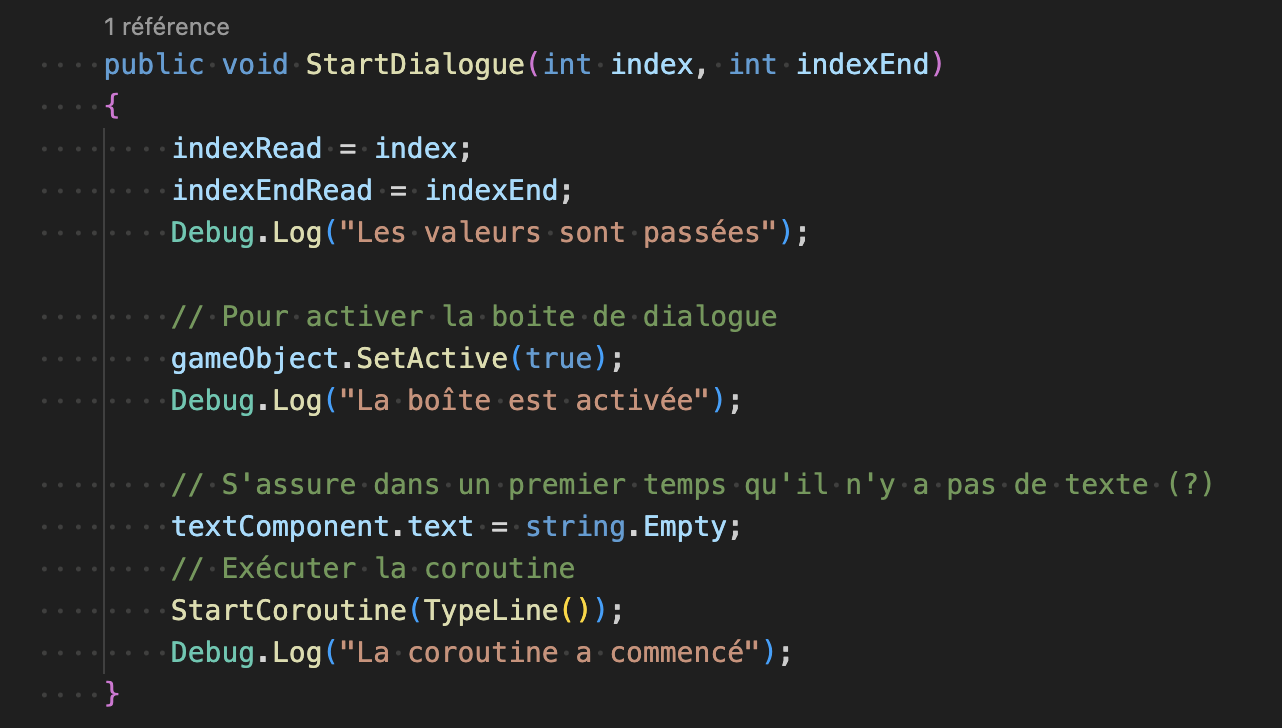 1 référence
public void StartDialogue(int index, int indexEnd)
{
indexRead = index;
indexEndRead = indexEnd;
Debug.Log("Les valeurs sont passées");
// Pour activer la boite de dialogue
gameObject.SetActive(true);
Debug.Log("La boîte est activée");
// S'assure dans un premier temps qu'il n'y a pas de texte (?)
textComponent.text = string.Empty;
// Exécuter la coroutine
StartCoroutine(TypeLine());
Debug.Log("La coroutine a commencé");
}